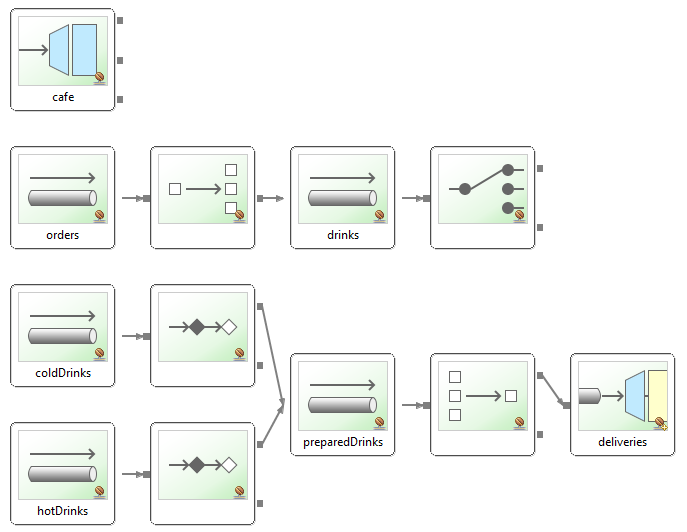 cafe
orders
drinks
coldDrinks
preparedDrinks
deliveries
hotDrinks